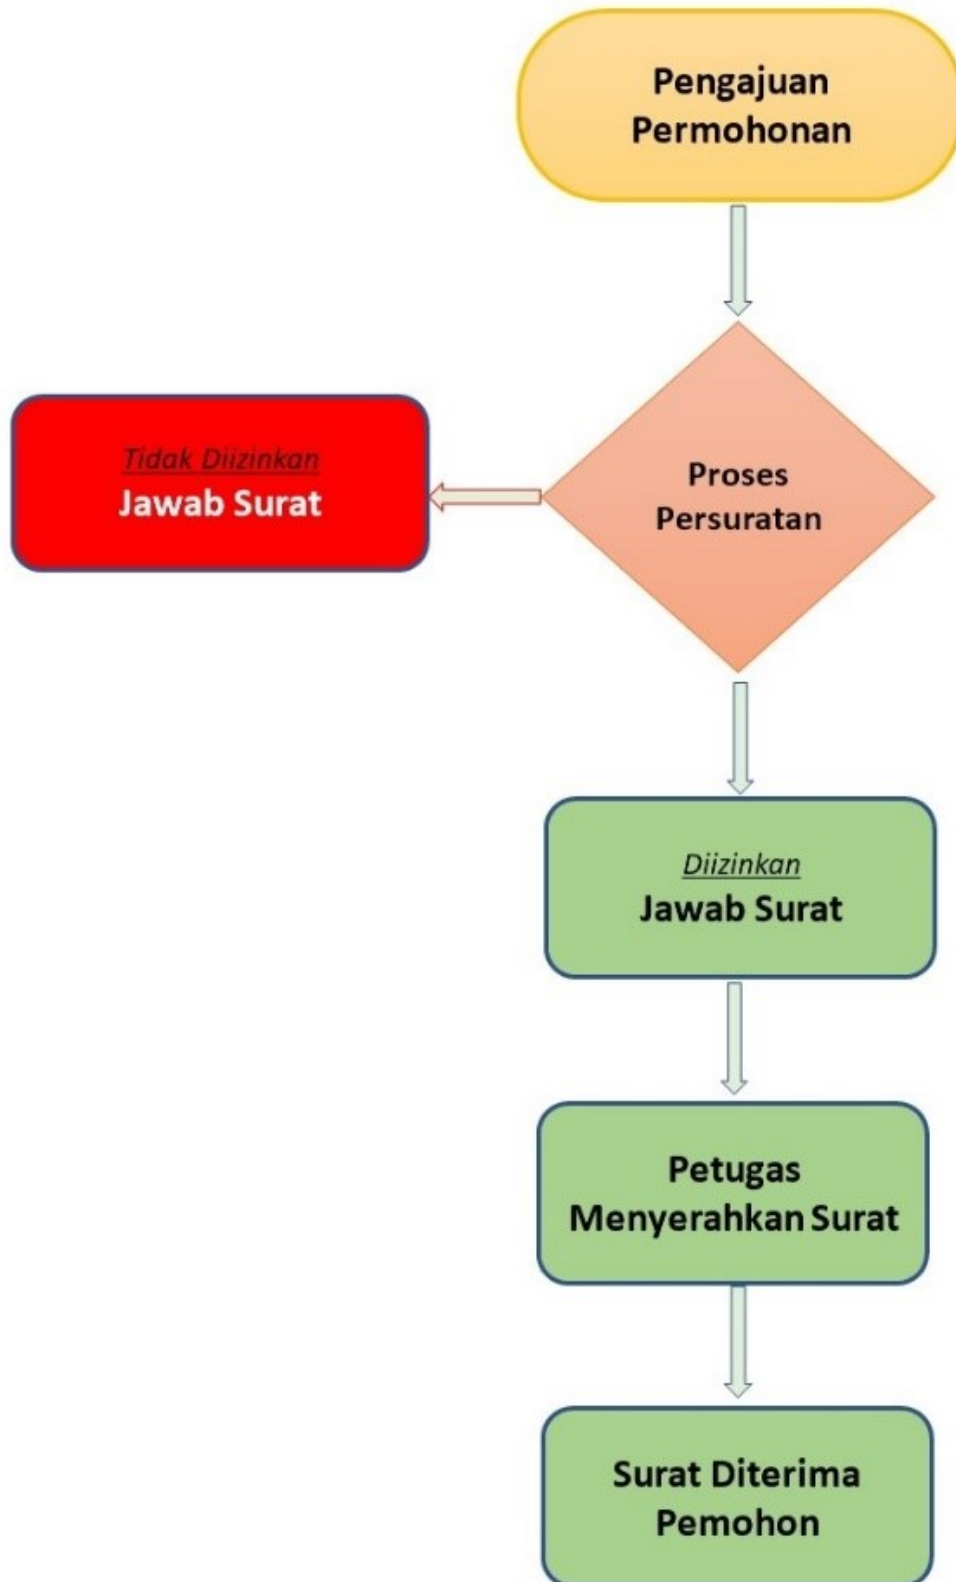 Pengajuan
Permohonan
Tidak Diizinkan
Jawab Surat
Proses
Persuratan
Diizinkan
Jawab Surat
Petugas
Menyerahkan Surat
Surat Diterima
Pemohon